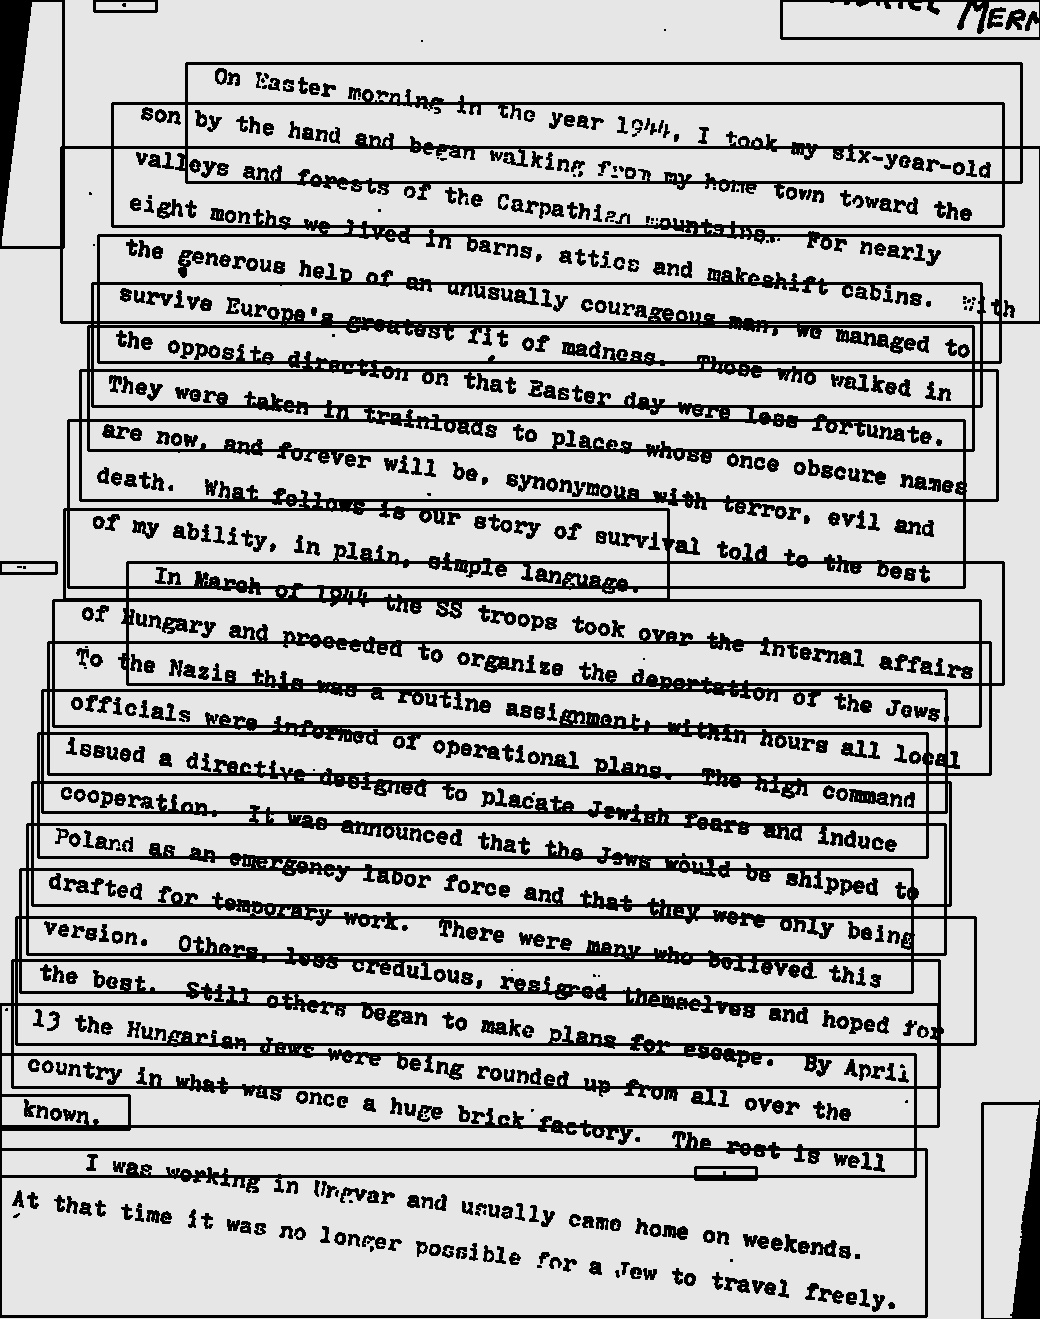 On Easter morning in the year 1944, I took my six-year-old
son by the hand and began walking from my home town toward the
valleys and forests of the Carpathian mountains. For nearly
eight months we lived in barns, attics and makeshift cabins. With
the generous help of an unusually courageous man, we managed to
survive Europe's greatest fit of madness. Those who walked in
the opposite direction on that Easter day were less fortunate.
They were taken in trainloads to places whose once obscure names
are now, and forever will be, synonymous with terror, evil and
death. What follows is our story of survival told to the best
of my ability, in plain, simple language.
In March of 1944 the SS troops took over the internal affairs
of Hungary and proceeded to organize the deportation of the Jews.
To the Nazis this was a routine assignment; within hours all local
officials were informed of operational plans. The high command
issued a directive designed to placate Jewish fears and induce
cooperation. It was announced that the Jews would be shipped to
Poland as an emergency labor force and that they were only being
drafted for temporary work. There were many who believed this
version. Others, less credulous, resigned themselves and hoped for
the best. Still others began to make plans for escape. By April
13 the Hungarian Jews were being rounded up from all over the
country in what was once a huge brick factory. The rest is well
known.
I was working in Ungvar and usually came home on weekends.
At that time it was no longer possible for a Jew to travel freely.